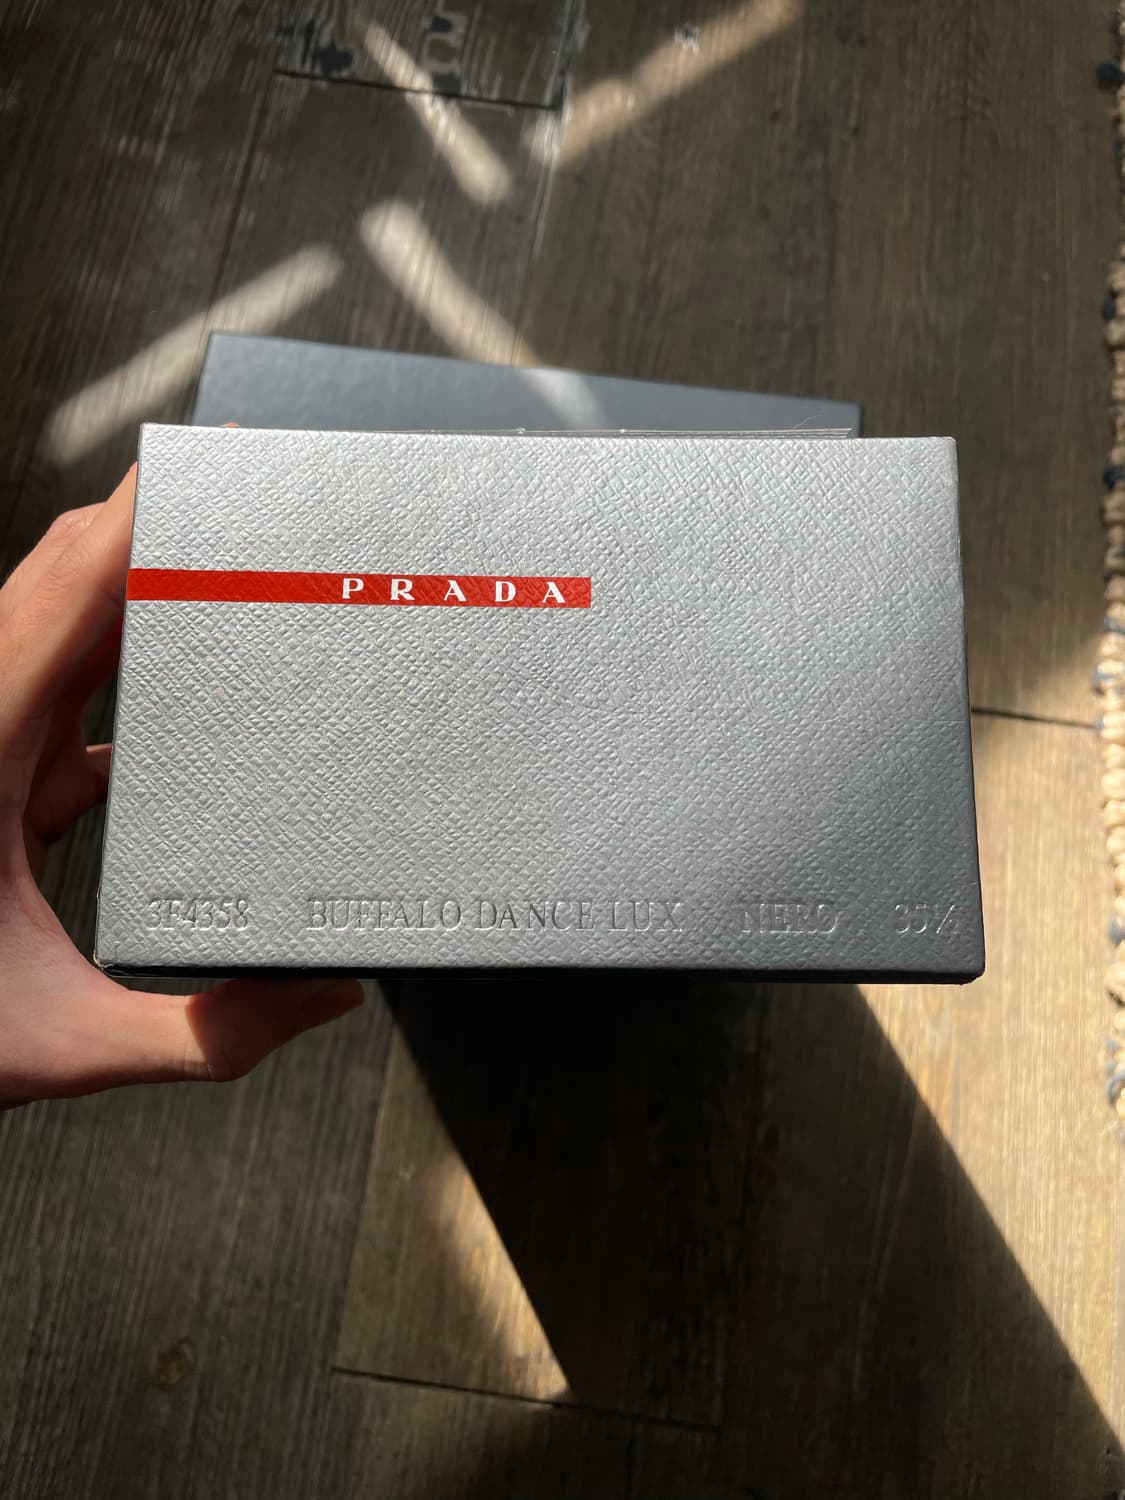 PRADA
3F4358 BUFFALO DANCE LUX NERO 35½